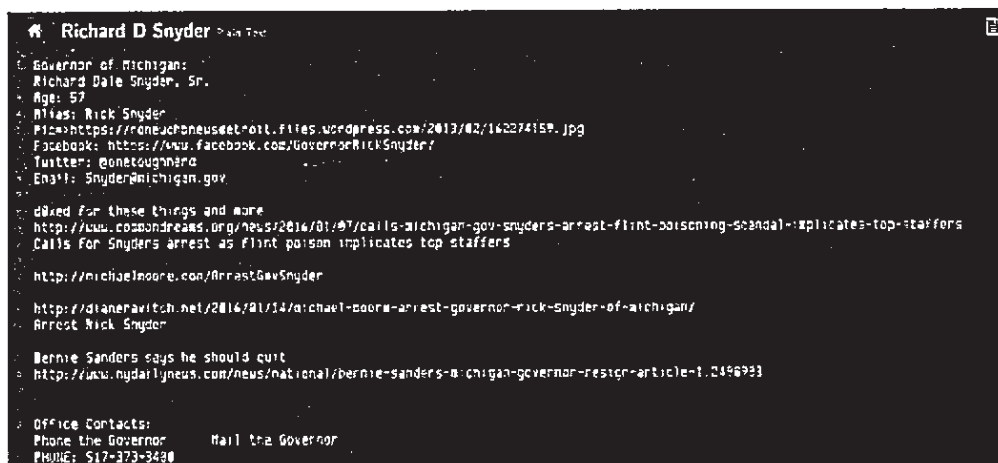 Richard D Snyder Plain Text
Governor of Michigan:
Richard Dale Snyder, Sr.
Age: 57
Alias: Rick Snyder
Pic=https://roneuchbneusdetroit.files.wordpress.com/2013/02/162274159.jpg
Facebook: https://www.facebook.com/GovernorRickSnyder/
Twitter: @onetoughnerd
Email: Snyder@michigan.gov
d0xed for these things and more
http://www.commondreams.org/news/2016/01/07/calls-michigan-gov-snyders-arrest-flint-poisoning-scandal-implicates-top-staffers
Calls for Snyders arrest as flint poison implicates top staffers
http://michaelmoore.com/ArrestGovSnyder
http://dianeravitch.net/2016/01/14/michael-moore-arrest-governor-rick-snyder-of-michigan/
Arrest Rick Snyder
Bernie Sanders says he should quit
http://www.nydailynews.com/news/national/bernie-sanders-michigan-governor-resign-article-1.2496993
Office Contacts:
Phone the Governor Mail the Governor
PHONE: 517-373-3400